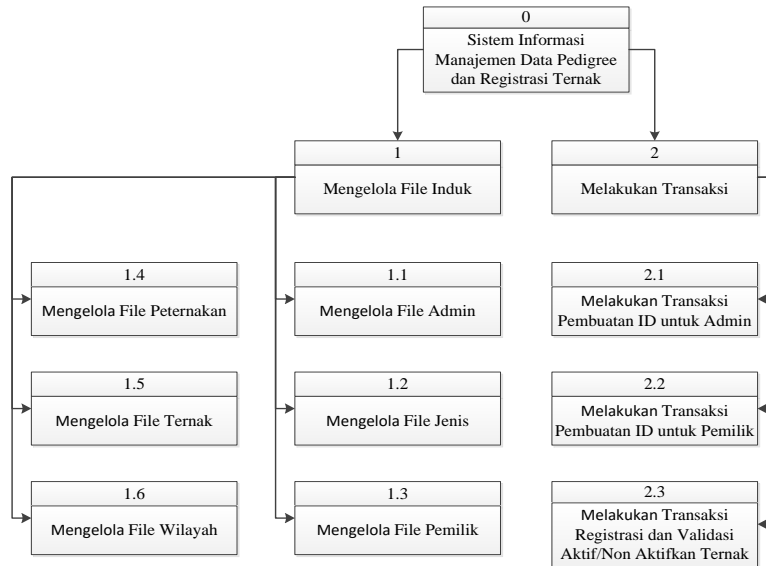 0
Sistem Informasi
Manajemen Data Pedigree
dan Registrasi Ternak
1
Mengelola File Induk
2
Melakukan Transaksi
1.4
Mengelola File Peternakan
1.1
Mengelola File Admin
2.1
Melakukan Transaksi
Pembuatan ID untuk Admin
1.5
Mengelola File Ternak
1.2
Mengelola File Jenis
2.2
Melakukan Transaksi
Pembuatan ID untuk Pemilik
1.6
Mengelola File Wilayah
1.3
Mengelola File Pemilik
2.3
Melakukan Transaksi
Registrasi dan Validasi
Aktif/Non Aktifkan Ternak